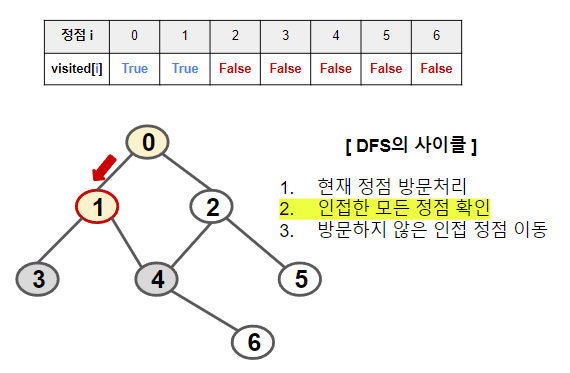 정점 i 0 1 2 3 4 5 6
visited[i] True True False False False False False
[ DFS의 사이클 ]
1. 현재 정점 방문처리
2. 인접한 모든 정점 확인
3. 방문하지 않은 인접 정점 이동
0
1 2
3 4 5
6